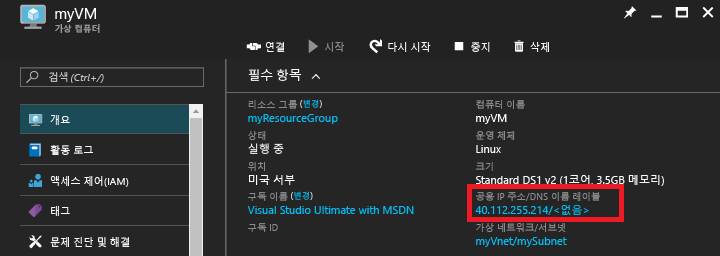 myVM
가상 컴퓨터
연결
시작
다시 시작
중지
삭제
검색 (Ctrl+/)
개요
활동 로그
액세스 제어(IAM)
태그
문제 진단 및 해결
필수 항목
리소스 그룹 (변경)
myResourceGroup
상태
실행 중
위치
미국 서부
구독 이름 (변경)
Visual Studio Ultimate with MSDN
구독 ID
컴퓨터 이름
myVM
운영 체제
Linux
크기
Standard DS1 v2 (1코어, 3.5GB 메모리)
공용 IP 주소/DNS 이름 레이블
40.112.255.214/<없음>
가상 네트워크/서브넷
myVnet/mySubnet